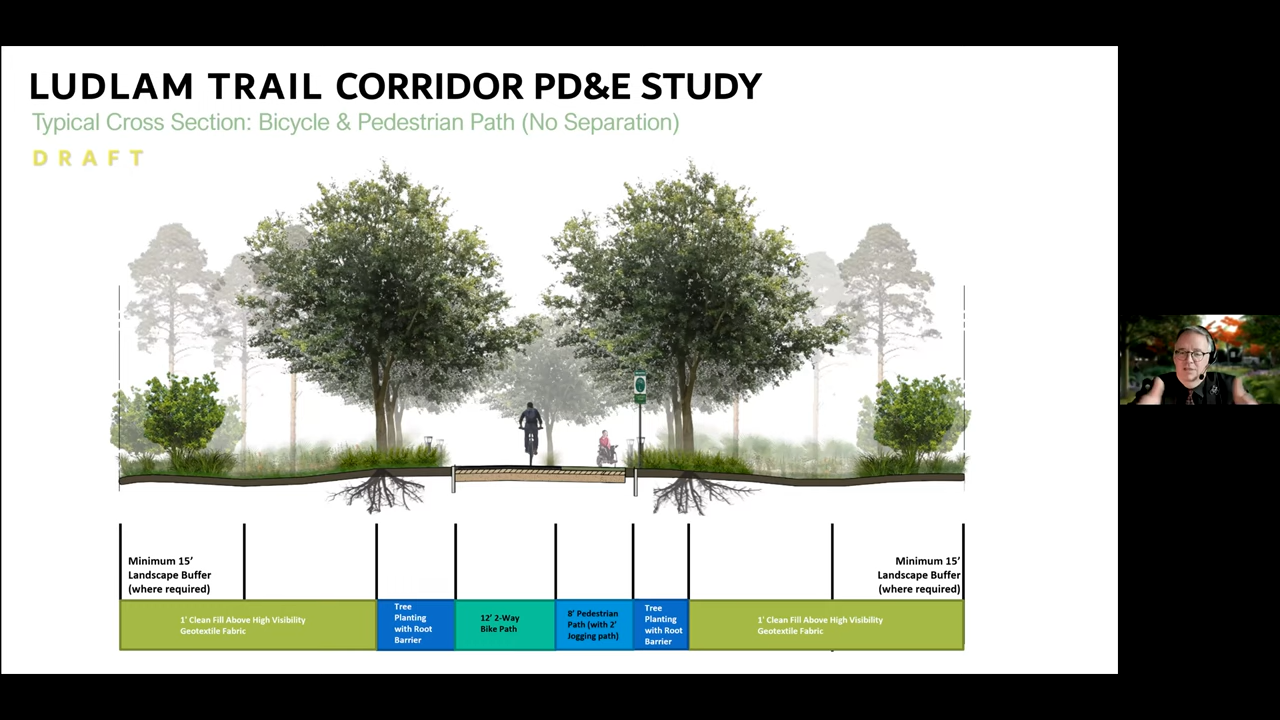 LUDLAM TRAIL CORRIDOR PD&E STUDY
Typical Cross Section: Bicycle & Pedestrian Path (No Separation)
DRAFT
Minimum 15'
Landscape Buffer
(where required)
Minimum 15'
Landscape Buffer
(where required)
1' Clean Fill Above High Visibility
Geotextile Fabric
Tree
Planting
with Root
Barrier
12' 2-Way
Bike Path
8' Pedestrian
Path (with 2'
Jogging path)
Tree
Planting
with Root
Barrier
1' Clean Fill Above High Visibility
Geotextile Fabric